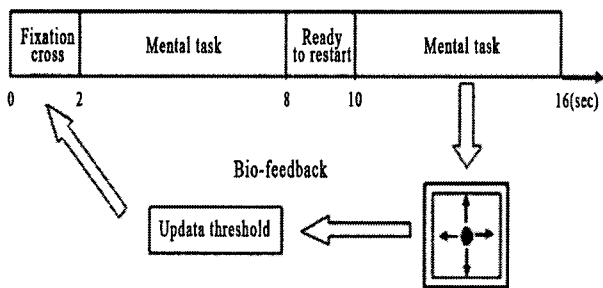 Fixation
cross
Mental task
Ready
to restart
Mental task
0 2 8 10 16(sec)
Bio-feedback
Updata threshold